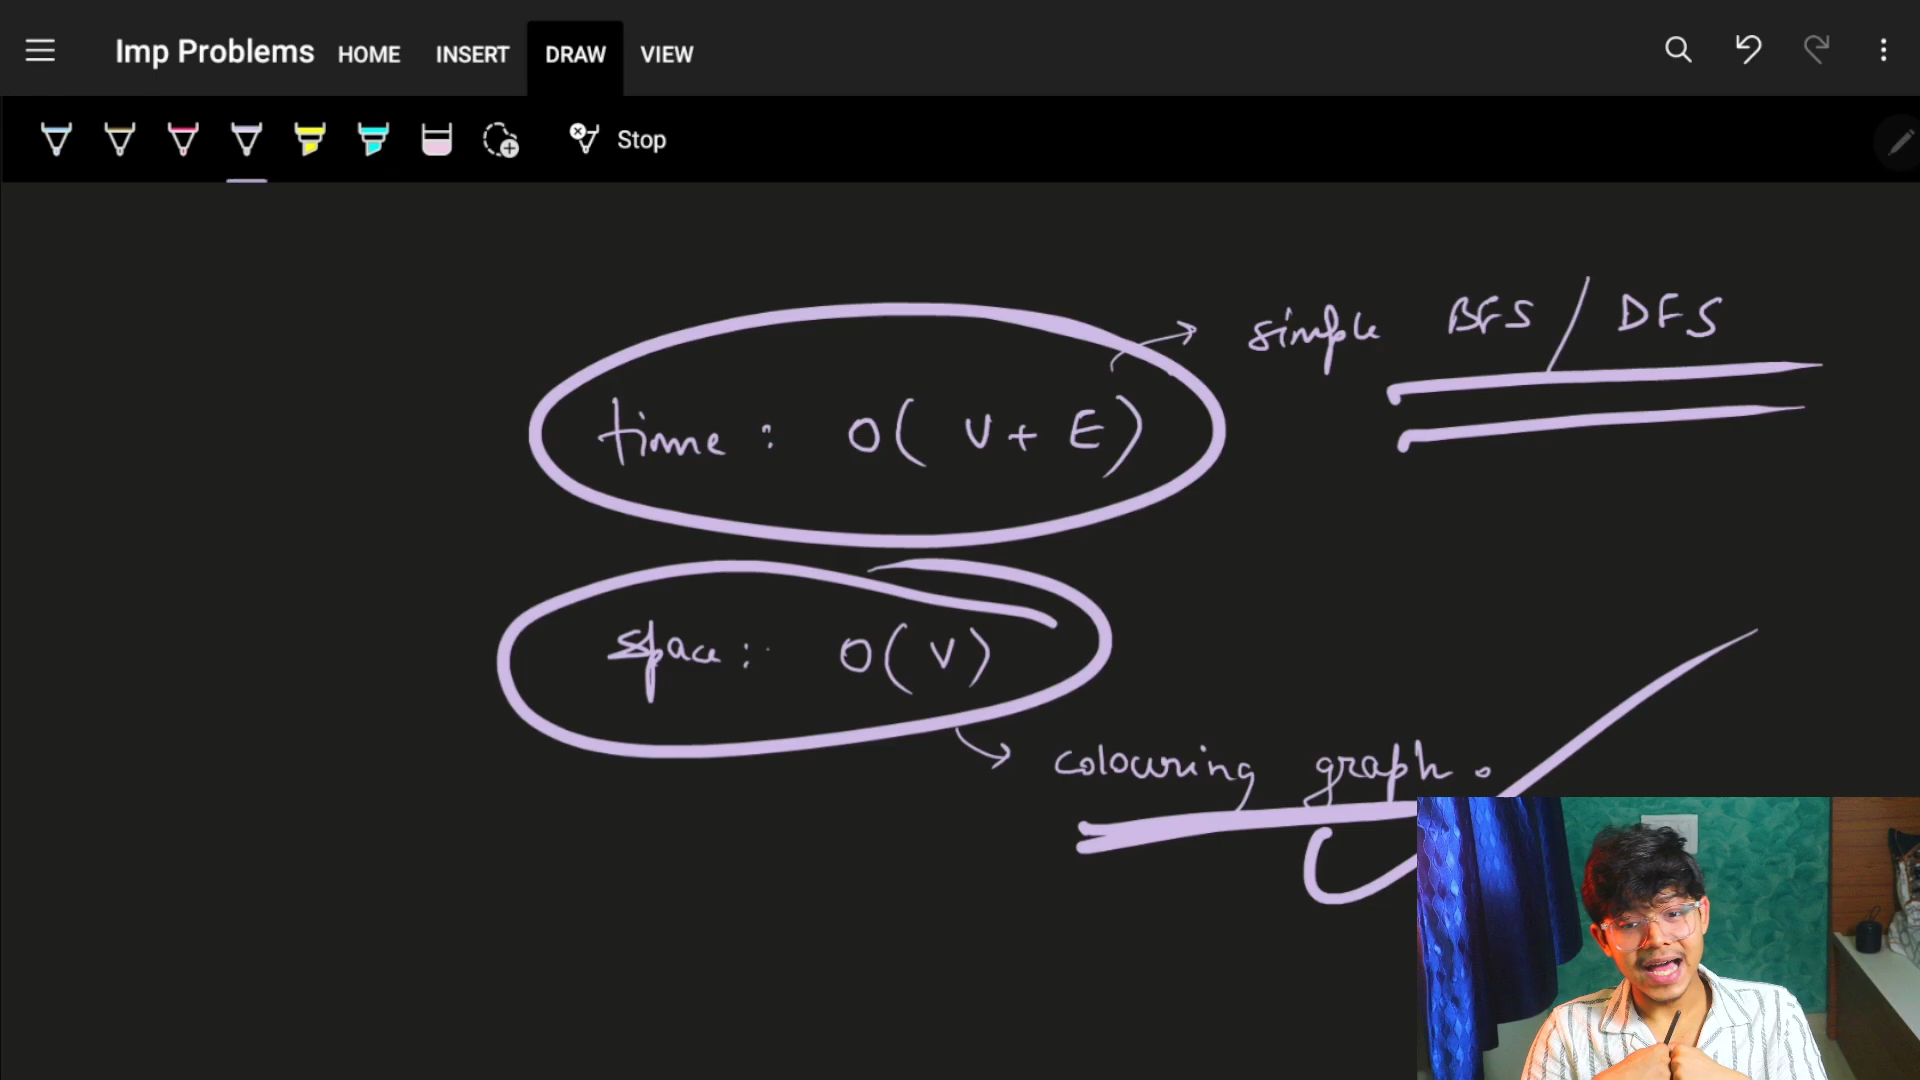 Imp Problems HOME INSERT DRAW VIEW
Stop
simple BFS / DFS
time : O( V + E )
space : O( V )
colouring graph .